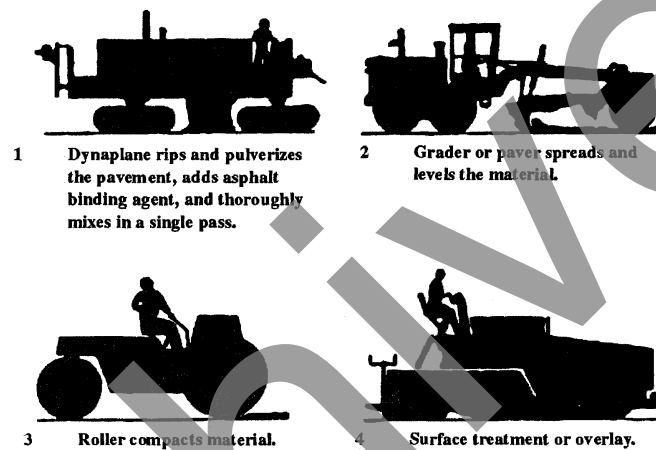 1 Dynaplane rips and pulverizes
the pavement, adds asphalt
binding agent, and thoroughly
mixes in a single pass.
2 Grader or paver spreads and
levels the material.
3 Roller compacts material.
4 Surface treatment or overlay.